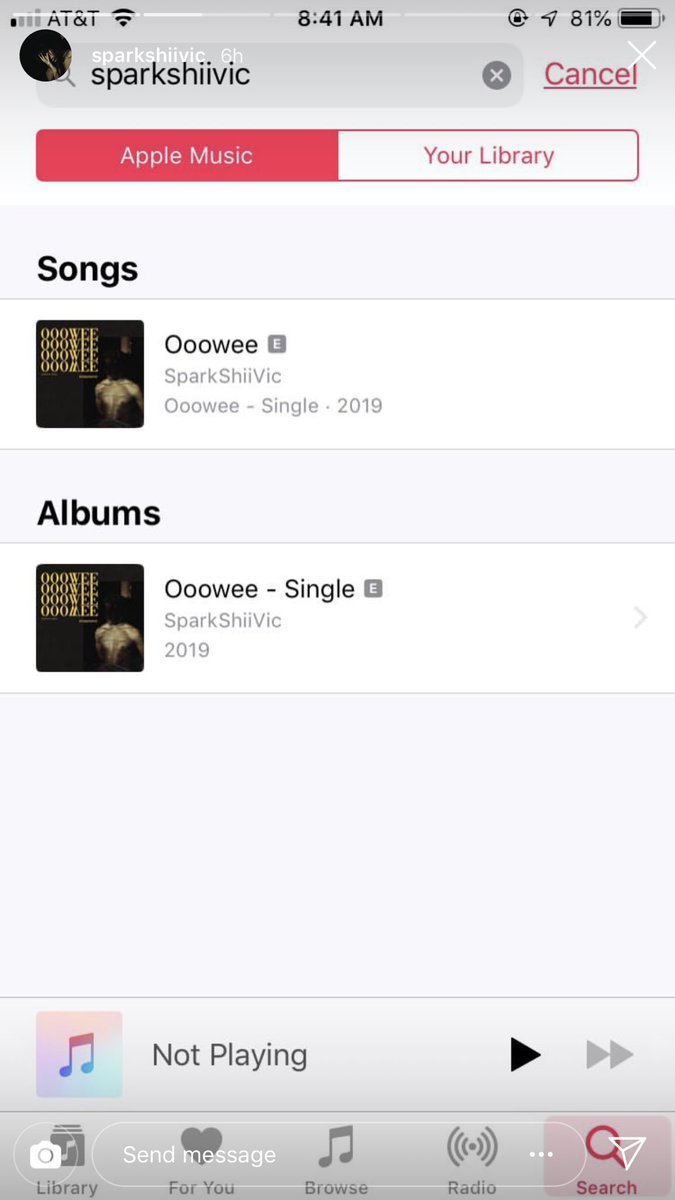 AT&T 8:41 AM 81%
sparkshiivic 6h
sparkshiivic Cancel
Apple Music Your Library
Songs
OOOWEE
OOOWEE
OOOWEE
OOOWEE
Ooowee E
SparkShiiVic
Ooowee - Single · 2019
Albums
OOOWEE
OOOWEE
OOOWEE
OOOWEE
Ooowee - Single E
SparkShiiVic
2019
Not Playing
Send message
Library For You Browse Radio Search